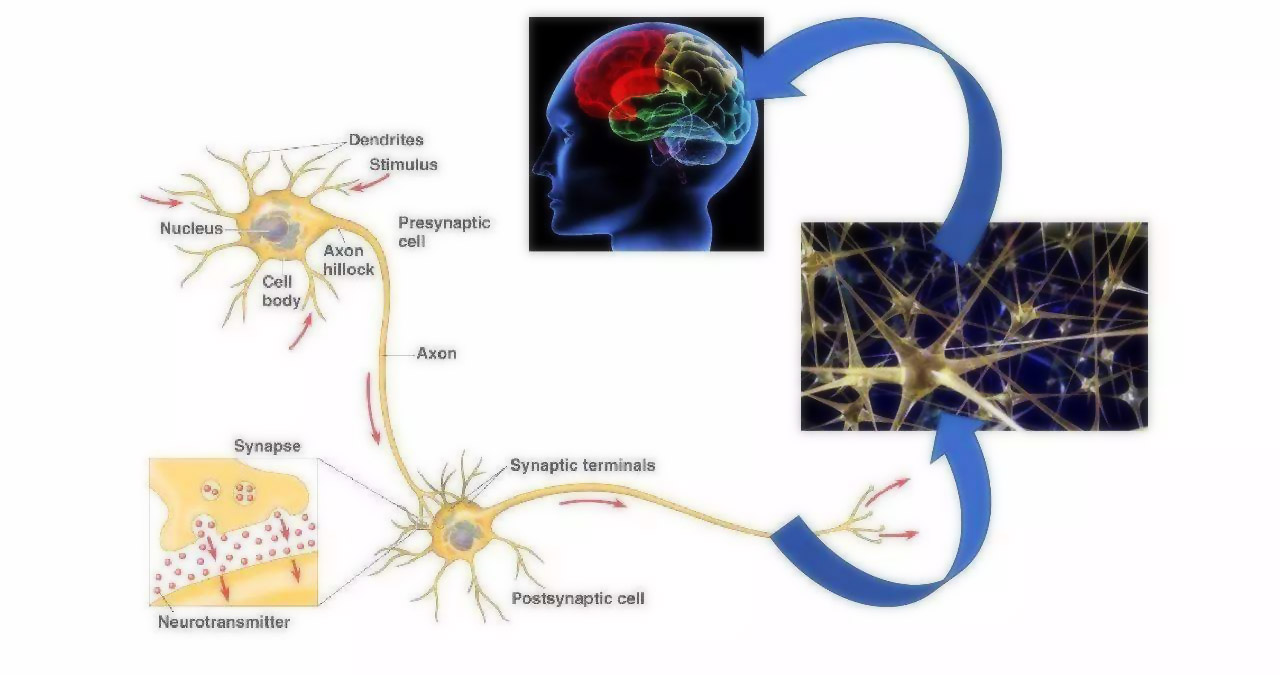 Dendrites
Stimulus
Nucleus
Presynaptic
cell
Axon
hillock
Cell
body
Axon
Synapse
Synaptic terminals
Postsynaptic cell
Neurotransmitter